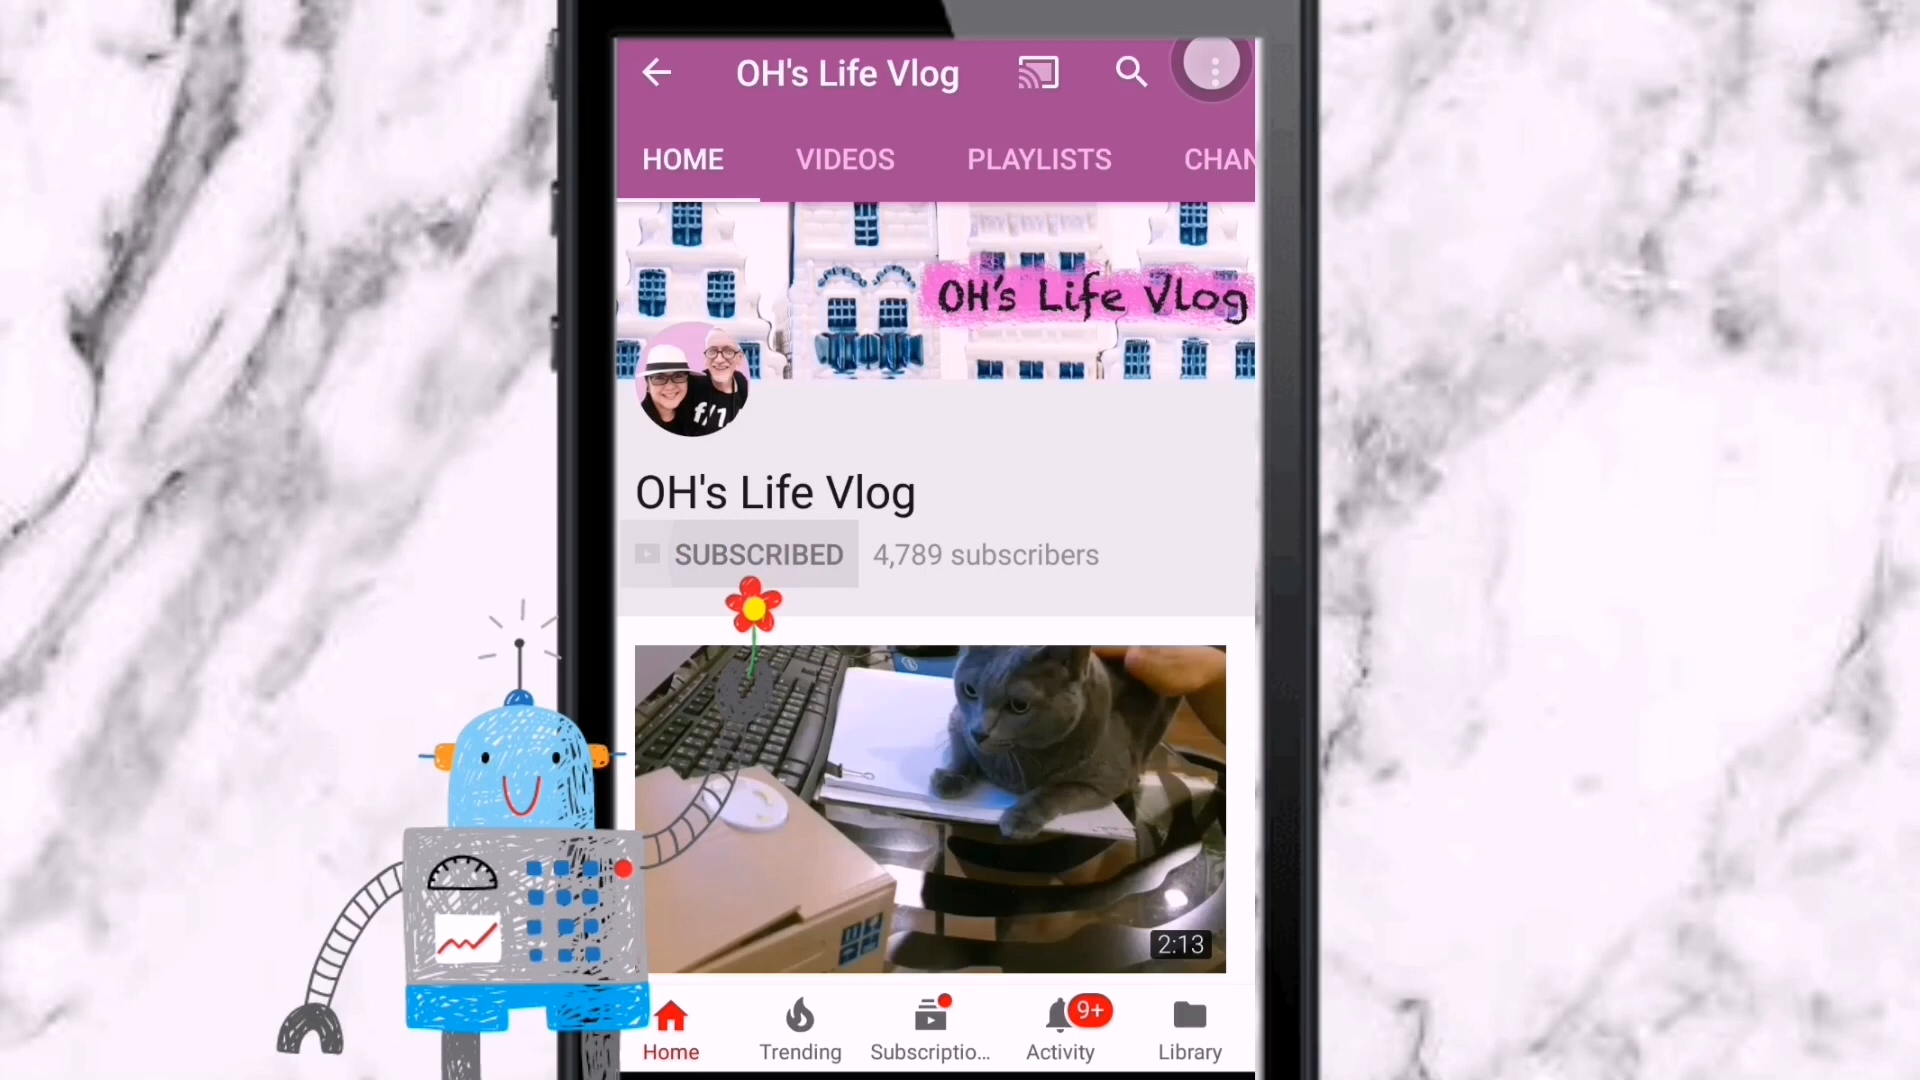 OH's Life Vlog
HOME VIDEOS PLAYLISTS CHAN
OH's Life Vlog
f/1
OH's Life Vlog
SUBSCRIBED 4,789 subscribers
2:13
9+
Home Trending Subscriptio... Activity Library